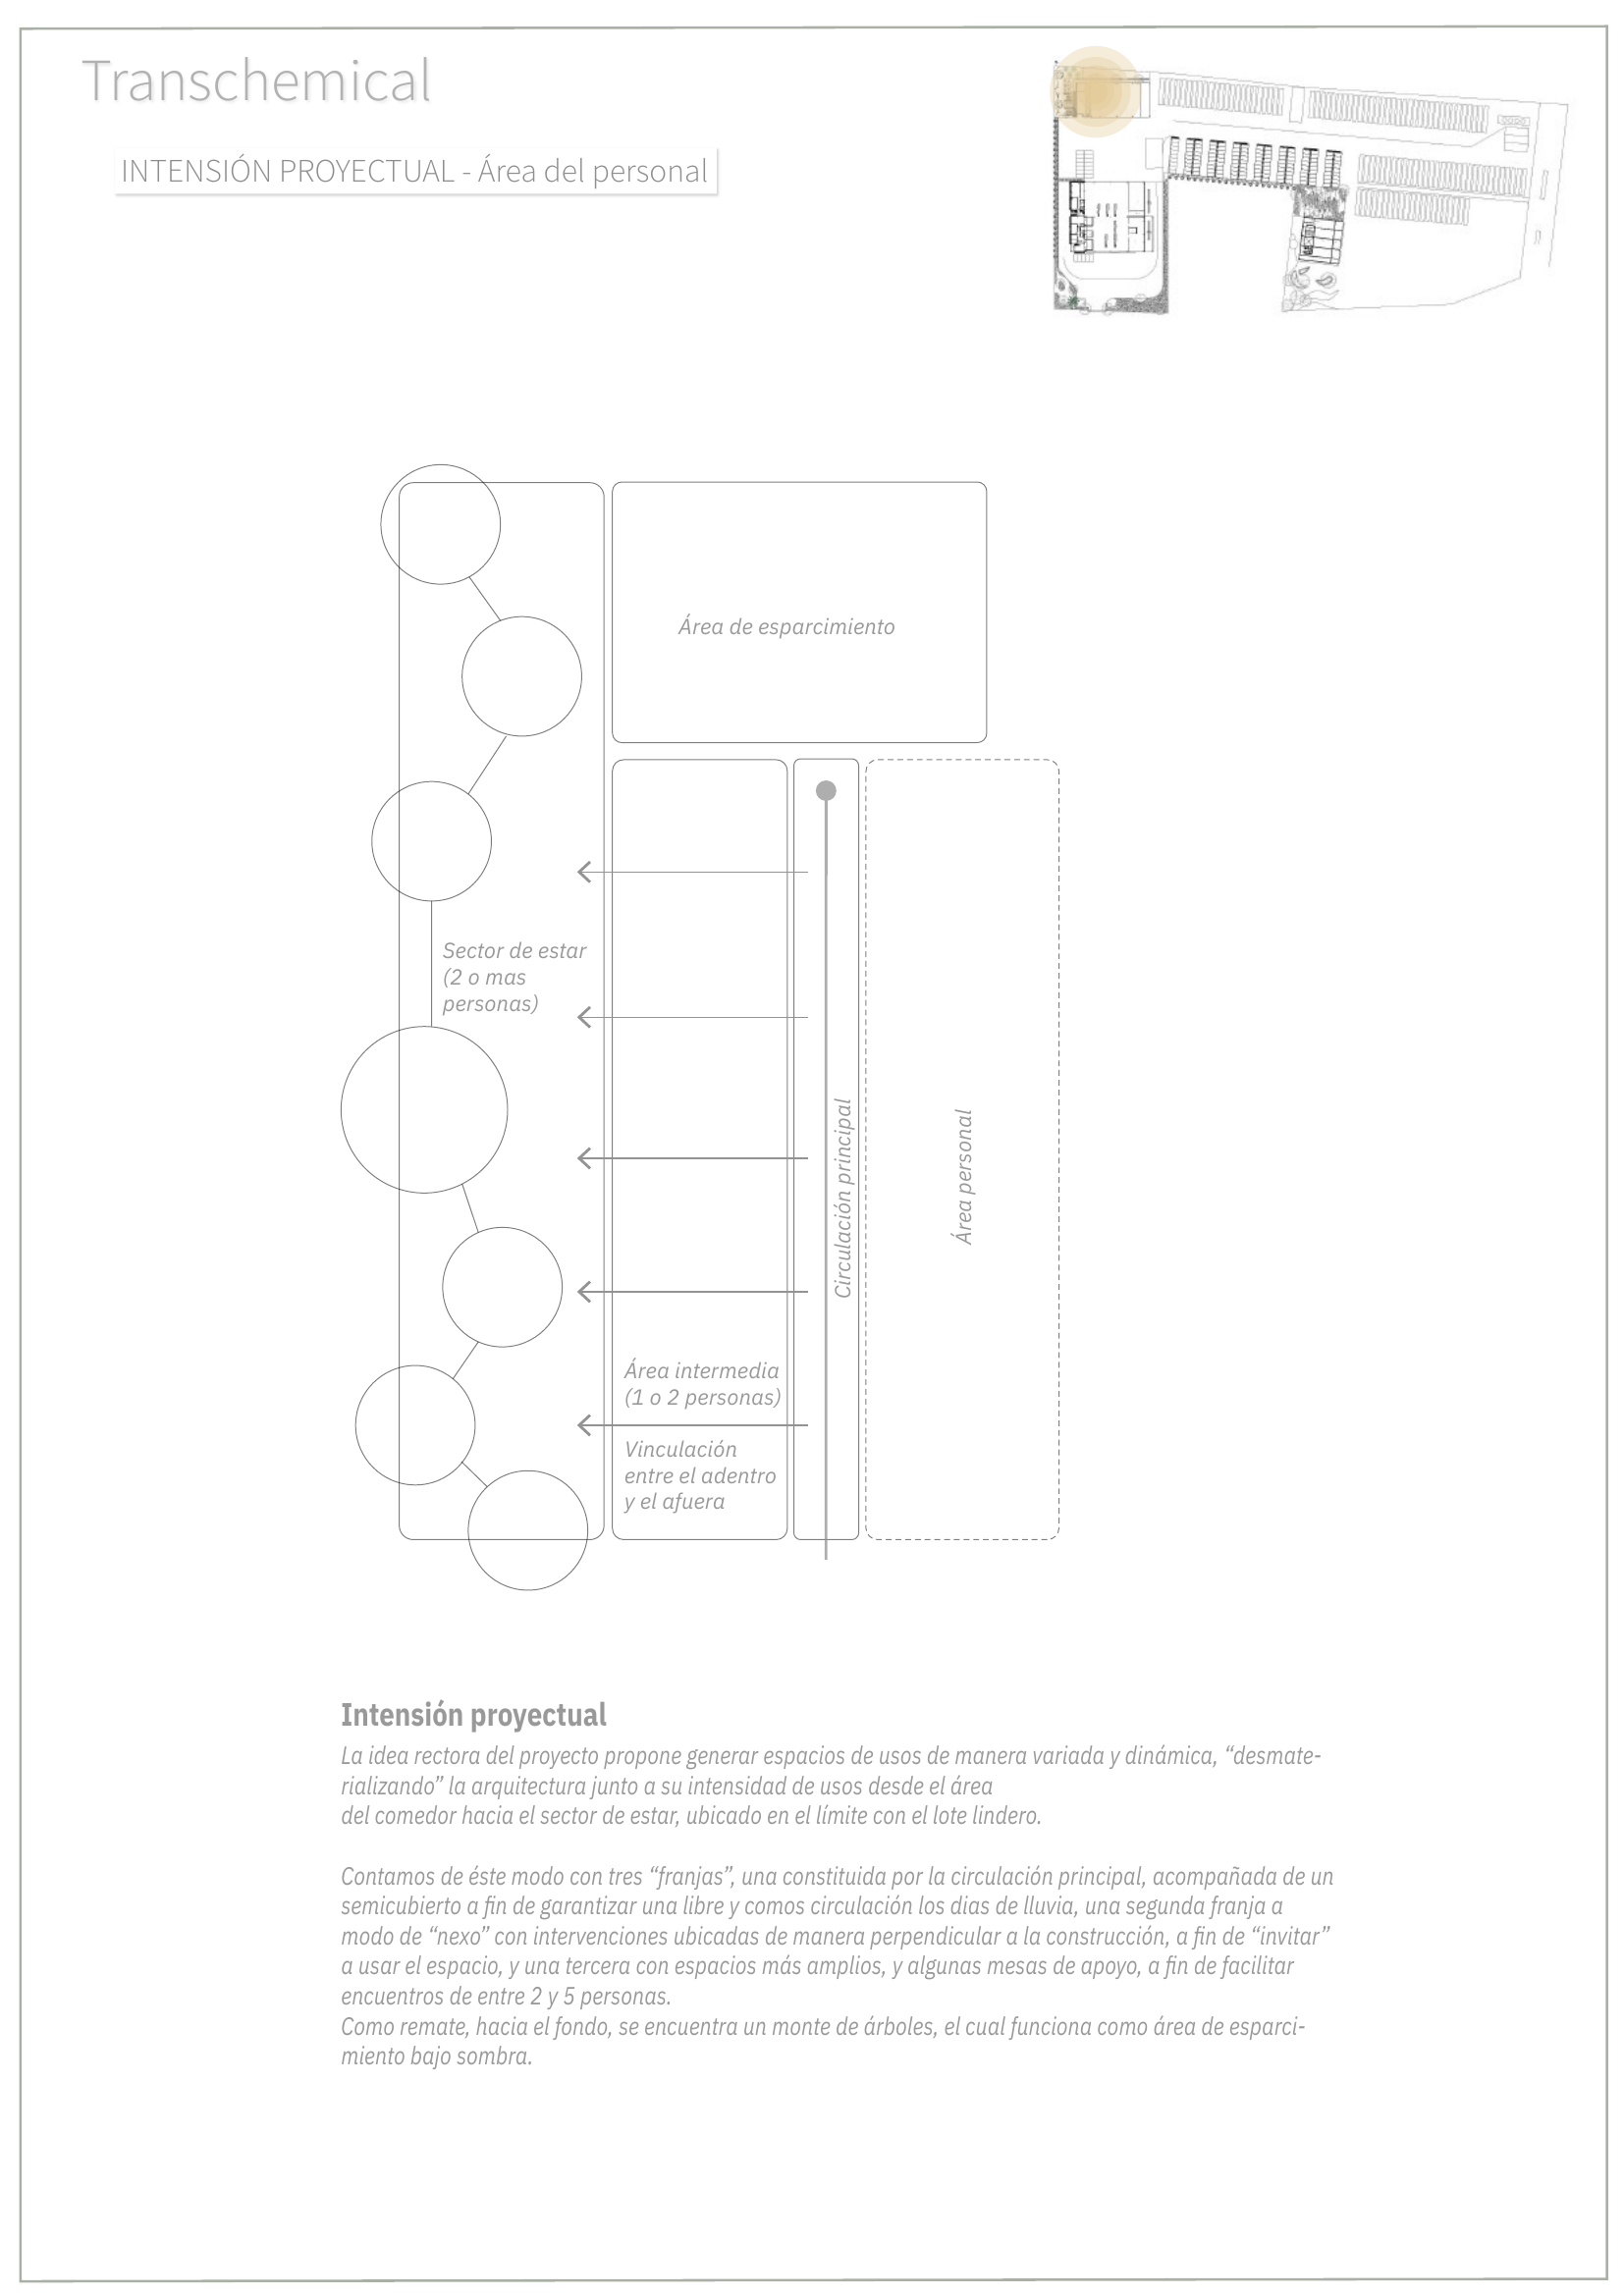 Transchemical
INTENSIÓN PROYECTUAL - Área del personal
Área de esparcimiento
Sector de estar
(2 o mas
personas)
Circulación principal
Área personal
Área intermedia
(1 o 2 personas)
Vinculación
entre el adentro
y el afuera
Intensión proyectual
La idea rectora del proyecto propone generar espacios de usos de manera variada y dinámica, “desmate-
rializando” la arquitectura junto a su intensidad de usos desde el área
del comedor hacia el sector de estar, ubicado en el límite con el lote lindero.
Contamos de éste modo con tres “franjas”, una constituida por la circulación principal, acompañada de un
semicubierto a fin de garantizar una libre y comos circulación los dias de lluvia, una segunda franja a
modo de “nexo” con intervenciones ubicadas de manera perpendicular a la construcción, a fin de “invitar”
a usar el espacio, y una tercera con espacios más amplios, y algunas mesas de apoyo, a fin de facilitar
encuentros de entre 2 y 5 personas.
Como remate, hacia el fondo, se encuentra un monte de árboles, el cual funciona como área de esparci-
miento bajo sombra.